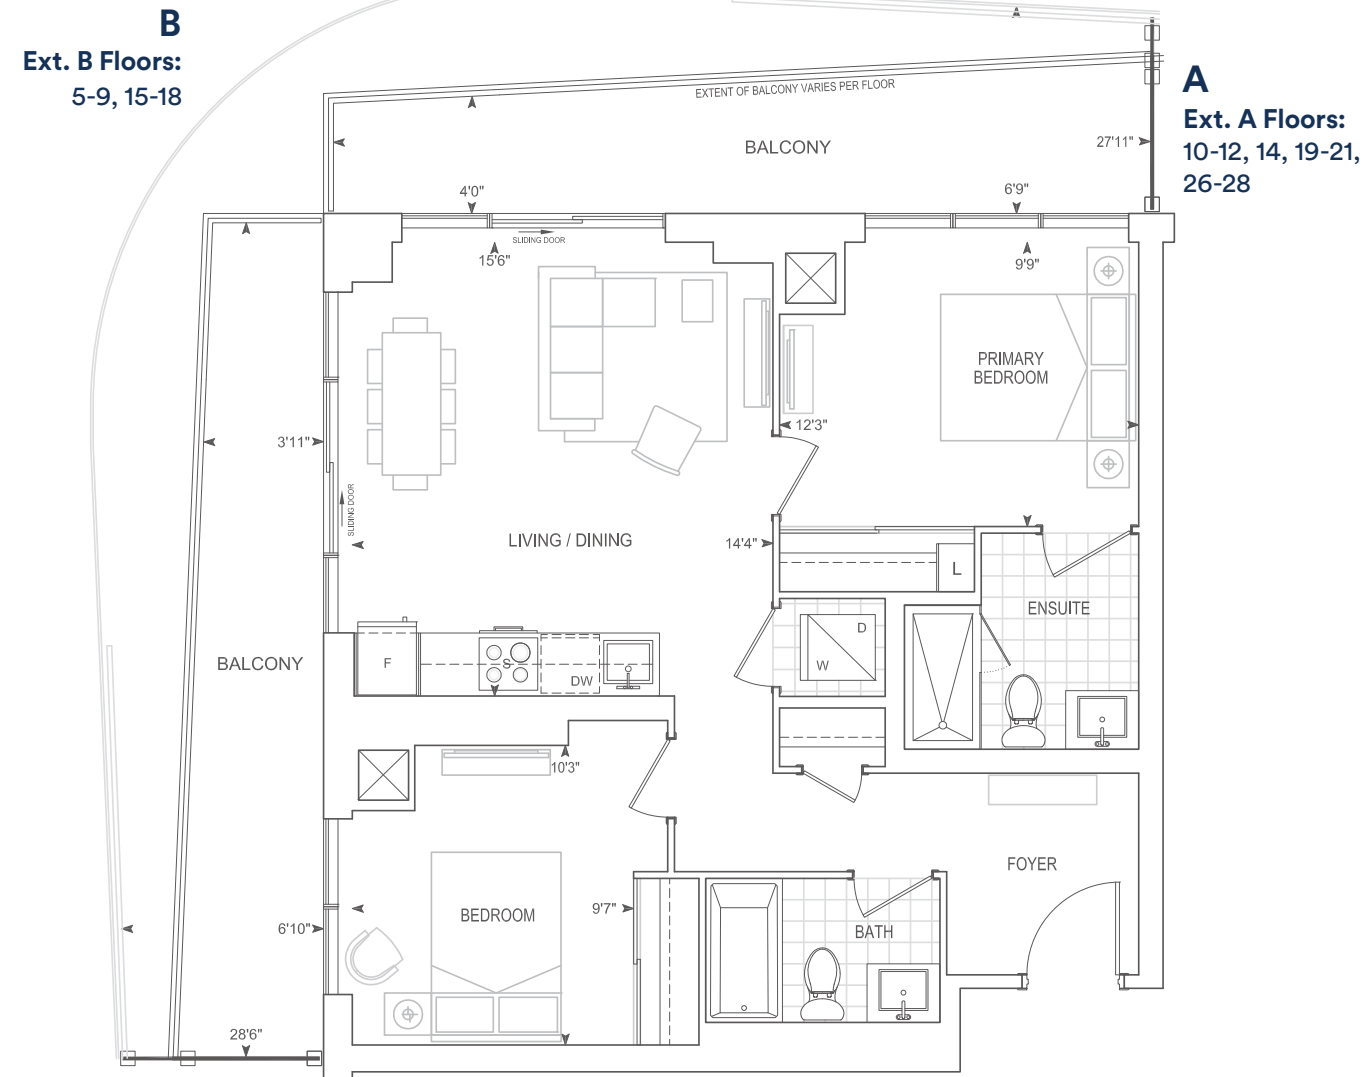 B
Ext. B Floors:
5-9, 15-18
A
Ext. A Floors:
10-12, 14, 19-21,
26-28
EXTENT OF BALCONY VARIES PER FLOOR
BALCONY
27'11"
4'0"
6'9"
SLIDING DOOR
15'6"
9'9"
PRIMARY
BEDROOM
12'3"
3'11"
SLIDING DOOR
LIVING / DINING
14'4"
L
ENSUITE
D
W
BALCONY
F
S
DW
10'3"
FOYER
BEDROOM
9'7"
6'10"
BATH
28'6"